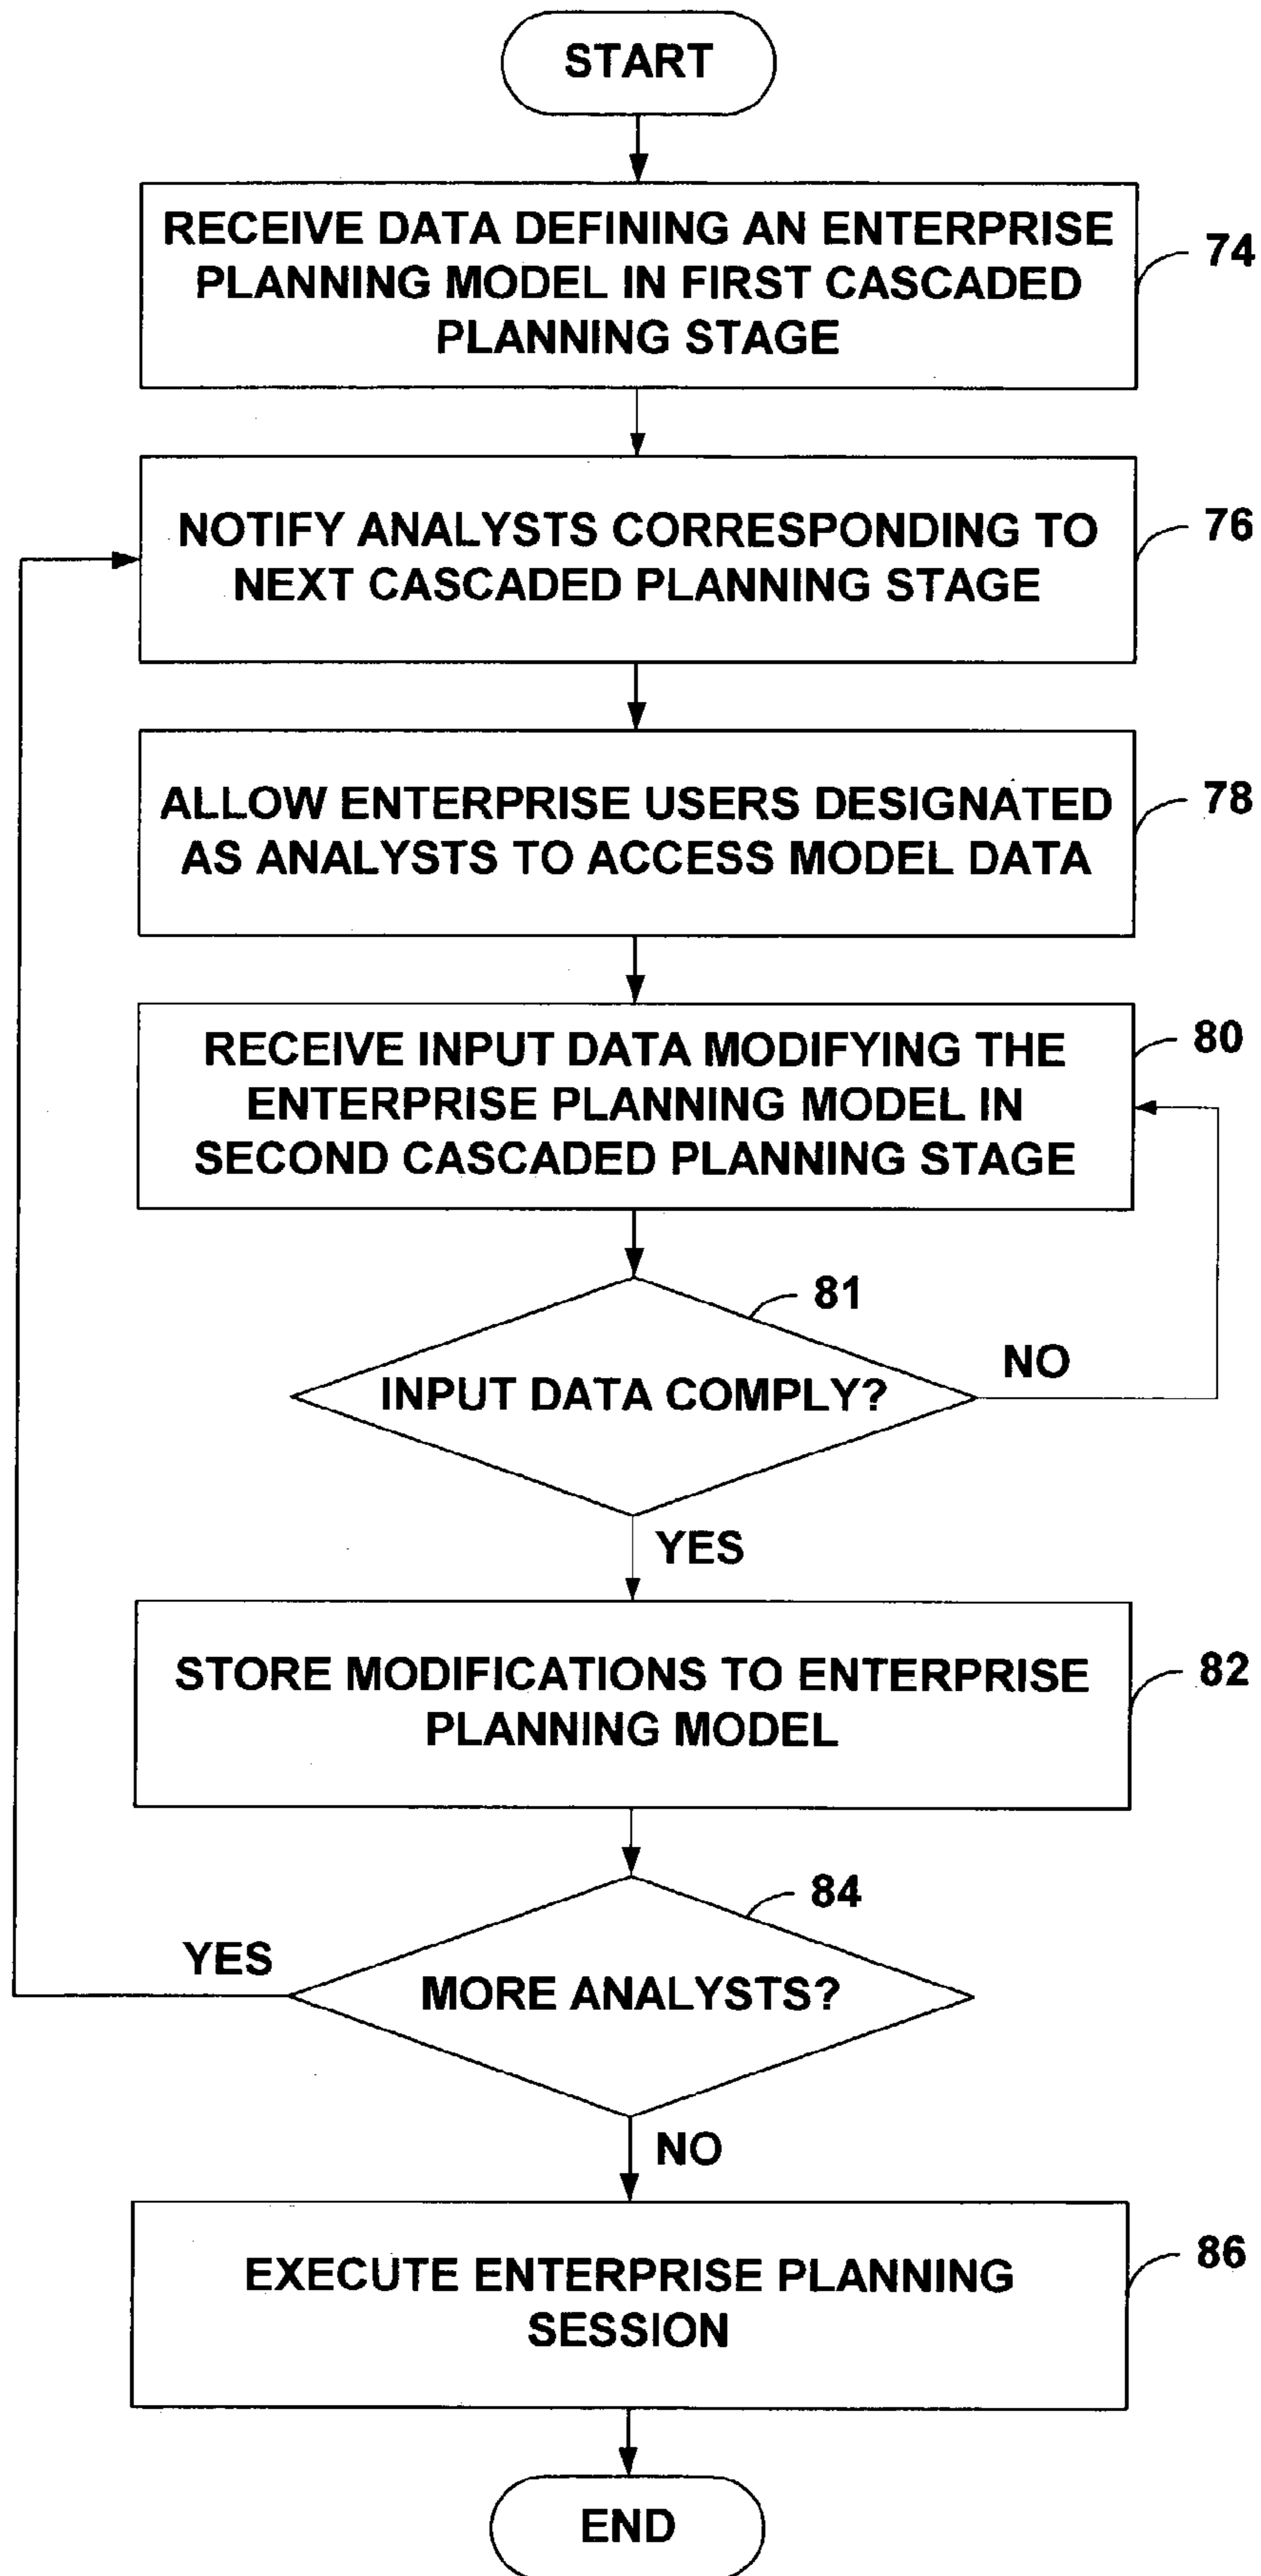 START
RECEIVE DATA DEFINING AN ENTERPRISE
PLANNING MODEL IN FIRST CASCADED
PLANNING STAGE
74
NOTIFY ANALYSTS CORRESPONDING TO
NEXT CASCADED PLANNING STAGE
76
ALLOW ENTERPRISE USERS DESIGNATED
AS ANALYSTS TO ACCESS MODEL DATA
78
RECEIVE INPUT DATA MODIFYING THE
ENTERPRISE PLANNING MODEL IN
SECOND CASCADED PLANNING STAGE
80
81
INPUT DATA COMPLY?
NO
YES
STORE MODIFICATIONS TO ENTERPRISE
PLANNING MODEL
82
84
YES
MORE ANALYSTS?
NO
EXECUTE ENTERPRISE PLANNING
SESSION
86
END